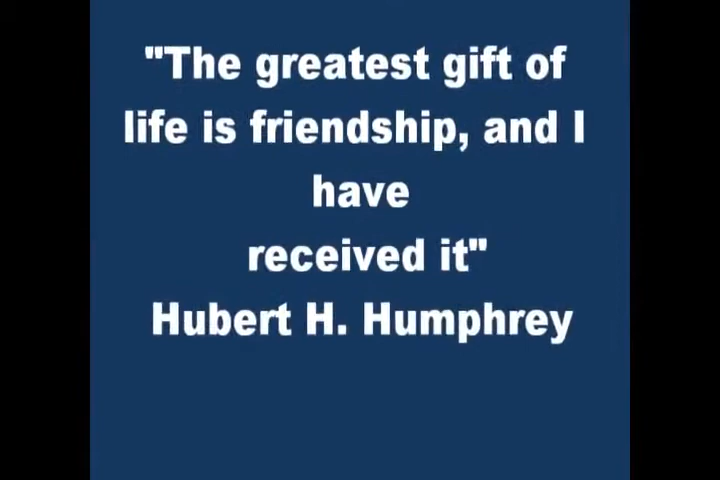 "The greatest gift of
life is friendship, and I
have
received it"
Hubert H. Humphrey